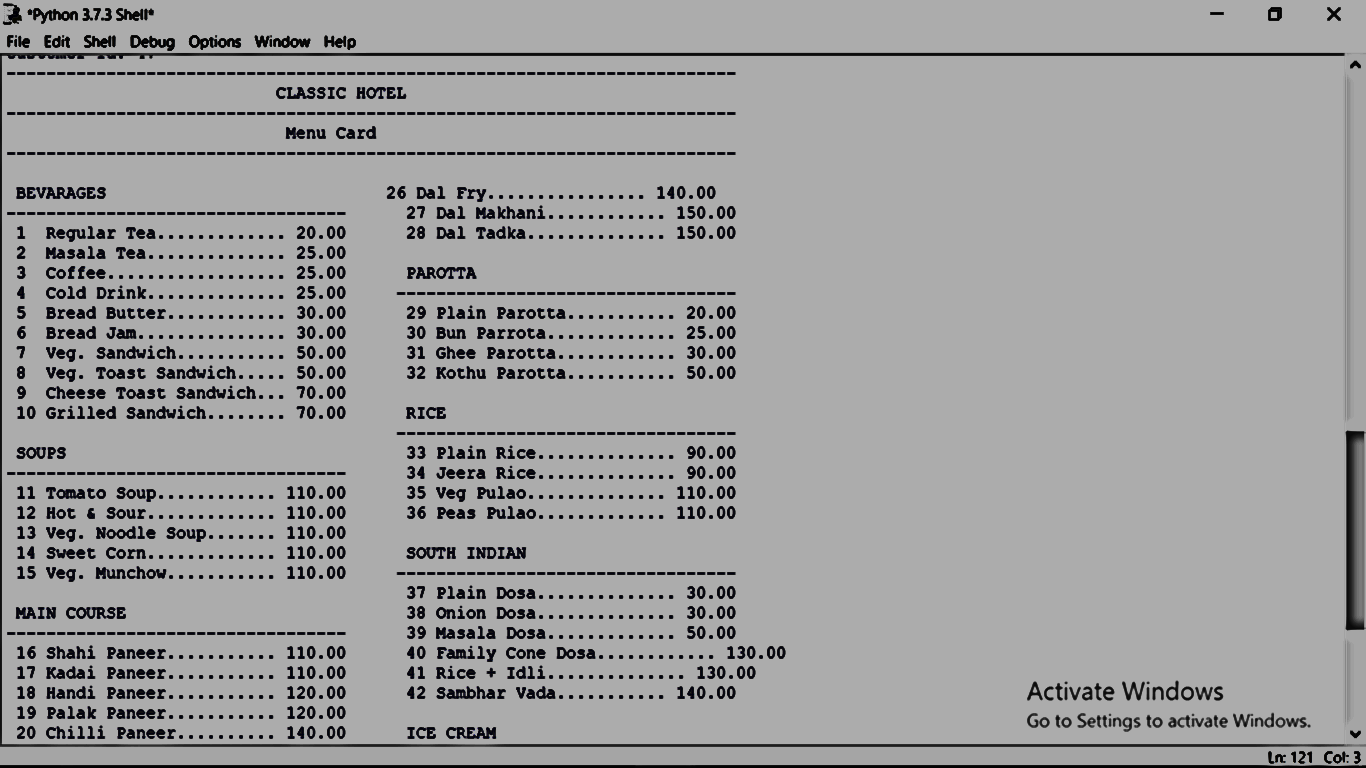 *Python 3.7.3 Shell*
File Edit Shell Debug Options Window Help
--------------------------------------------------------------------------
CLASSIC HOTEL
--------------------------------------------------------------------------
Menu Card
--------------------------------------------------------------------------
BEVARAGES
----------------------------------
1 Regular Tea............. 20.00
2 Masala Tea.............. 25.00
3 Coffee.................. 25.00
4 Cold Drink.............. 25.00
5 Bread Butter............ 30.00
6 Bread Jam............... 30.00
7 Veg. Sandwich........... 50.00
8 Veg. Toast Sandwich..... 50.00
9 Cheese Toast Sandwich... 70.00
10 Grilled Sandwich........ 70.00
SOUPS
----------------------------------
11 Tomato Soup............ 110.00
12 Hot & Sour............. 110.00
13 Veg. Noodle Soup....... 110.00
14 Sweet Corn............. 110.00
15 Veg. Munchow........... 110.00
MAIN COURSE
----------------------------------
16 Shahi Paneer........... 110.00
17 Kadai Paneer........... 110.00
18 Handi Paneer........... 120.00
19 Palak Paneer........... 120.00
20 Chilli Paneer.......... 140.00
26 Dal Fry................ 140.00
27 Dal Makhani............ 150.00
28 Dal Tadka.............. 150.00
PAROTTA
----------------------------------
29 Plain Parotta........... 20.00
30 Bun Parrota............. 25.00
31 Ghee Parotta............ 30.00
32 Kothu Parotta........... 50.00
RICE
----------------------------------
33 Plain Rice.............. 90.00
34 Jeera Rice.............. 90.00
35 Veg Pulao.............. 110.00
36 Peas Pulao............. 110.00
SOUTH INDIAN
----------------------------------
37 Plain Dosa.............. 30.00
38 Onion Dosa.............. 30.00
39 Masala Dosa............. 50.00
40 Family Cone Dosa............ 130.00
41 Rice + Idli.............. 130.00
42 Sambhar Vada........... 140.00
ICE CREAM
Activate Windows
Go to Settings to activate Windows.
Ln: 121 Col: 3